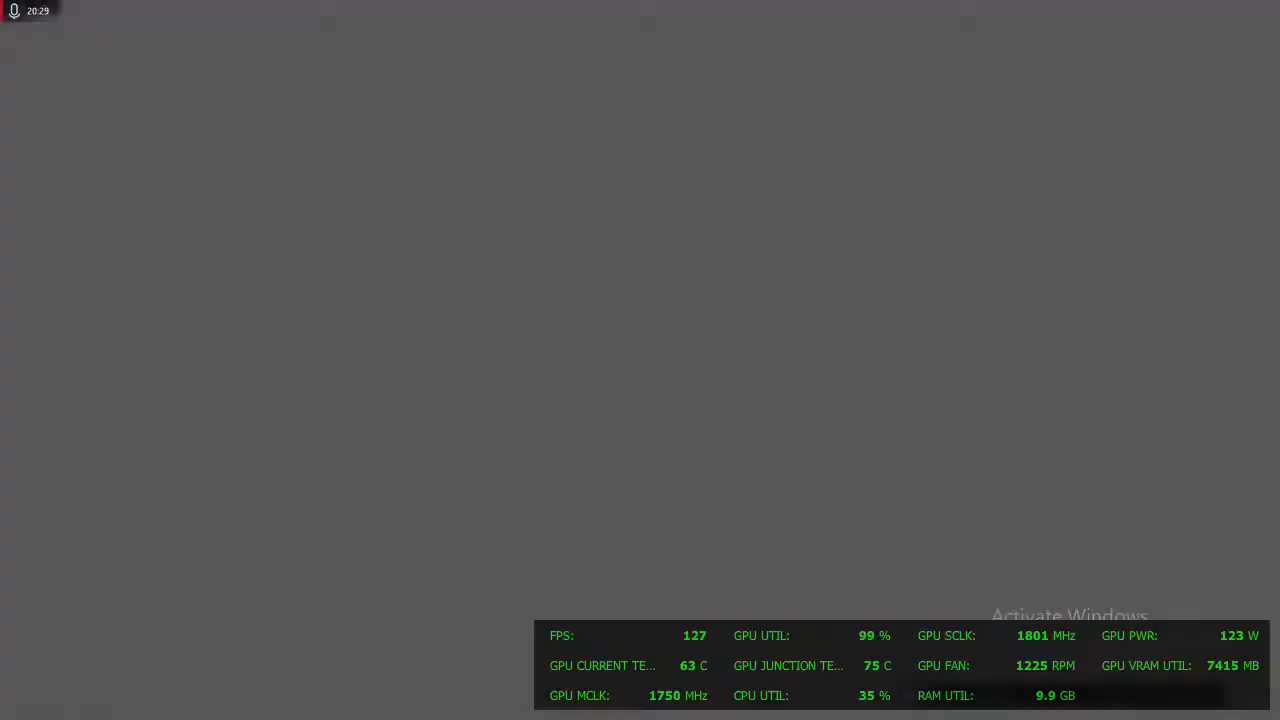 20:29
Activate Windows
FPS: 127 GPU UTIL: 99 % GPU SCLK: 1801 MHz GPU PWR: 123 W
GPU CURRENT TE... 63 C GPU JUNCTION TE... 75 C GPU FAN: 1225 RPM GPU VRAM UTIL: 7415 MB
GPU MCLK: 1750 MHz CPU UTIL: 35 % RAM UTIL: 9.9 GB